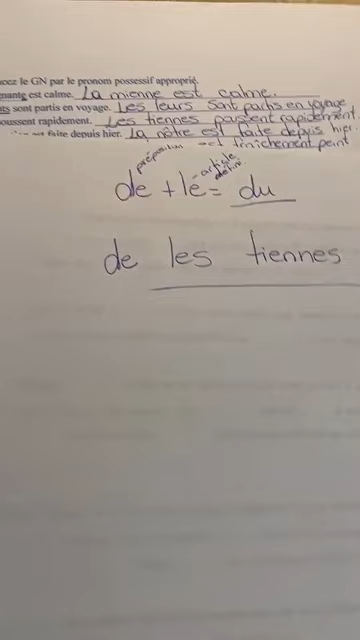 cez le GN par le pronom possessif approprié.
est calme. La mienne est calme.
sont partis en voyage. Les leurs sont partis en voyage
oussent rapidement. Les tiennes poussent rapidement.
faite depuis hier. La nôtre est faite depuis hier
et fraîchement peint
préposition article défini
de + le = du
de les tiennes